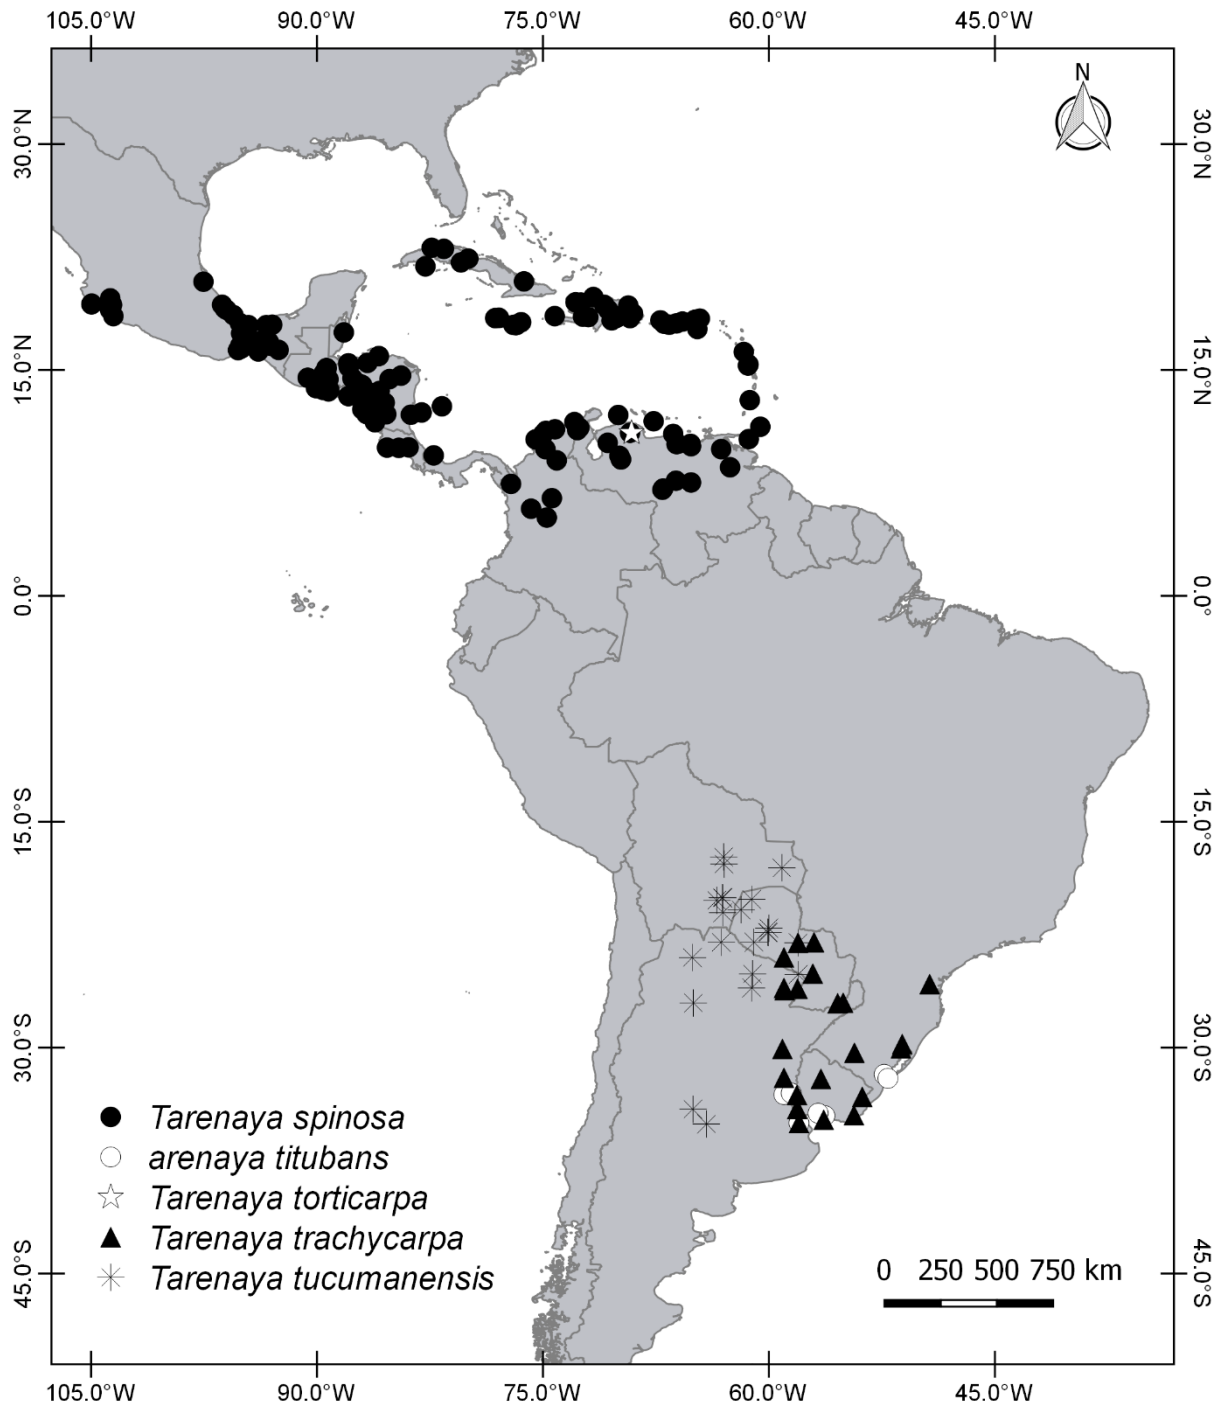 105.0°W 90.0°W 75.0°W 60.0°W 45.0°W
N
30.0°N 30.0°N
15.0°N 15.0°N
0.0° 0.0°
15.0°S 15.0°S
30.0°S 30.0°S
Tarenaya spinosa
arenaya titubans
Tarenaya torticarpa
Tarenaya trachycarpa
Tarenaya tucumanensis
45.0°S 45.0°S
0 250 500 750 km
105.0°W 90.0°W 75.0°W 60.0°W 45.0°W